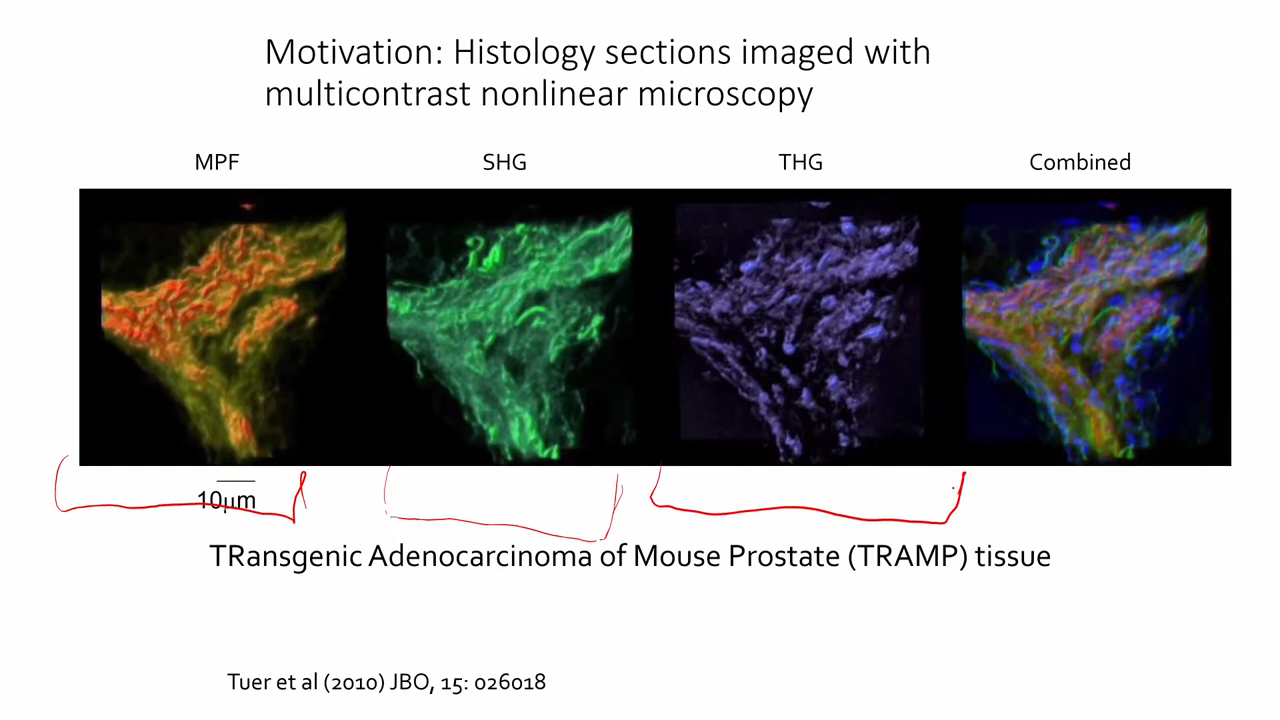 Motivation: Histology sections imaged with
multicontrast nonlinear microscopy
MPF SHG THG Combined
10μm
TRansgenic Adenocarcinoma of Mouse Prostate (TRAMP) tissue
Tuer et al (2010) JBO, 15: 026018